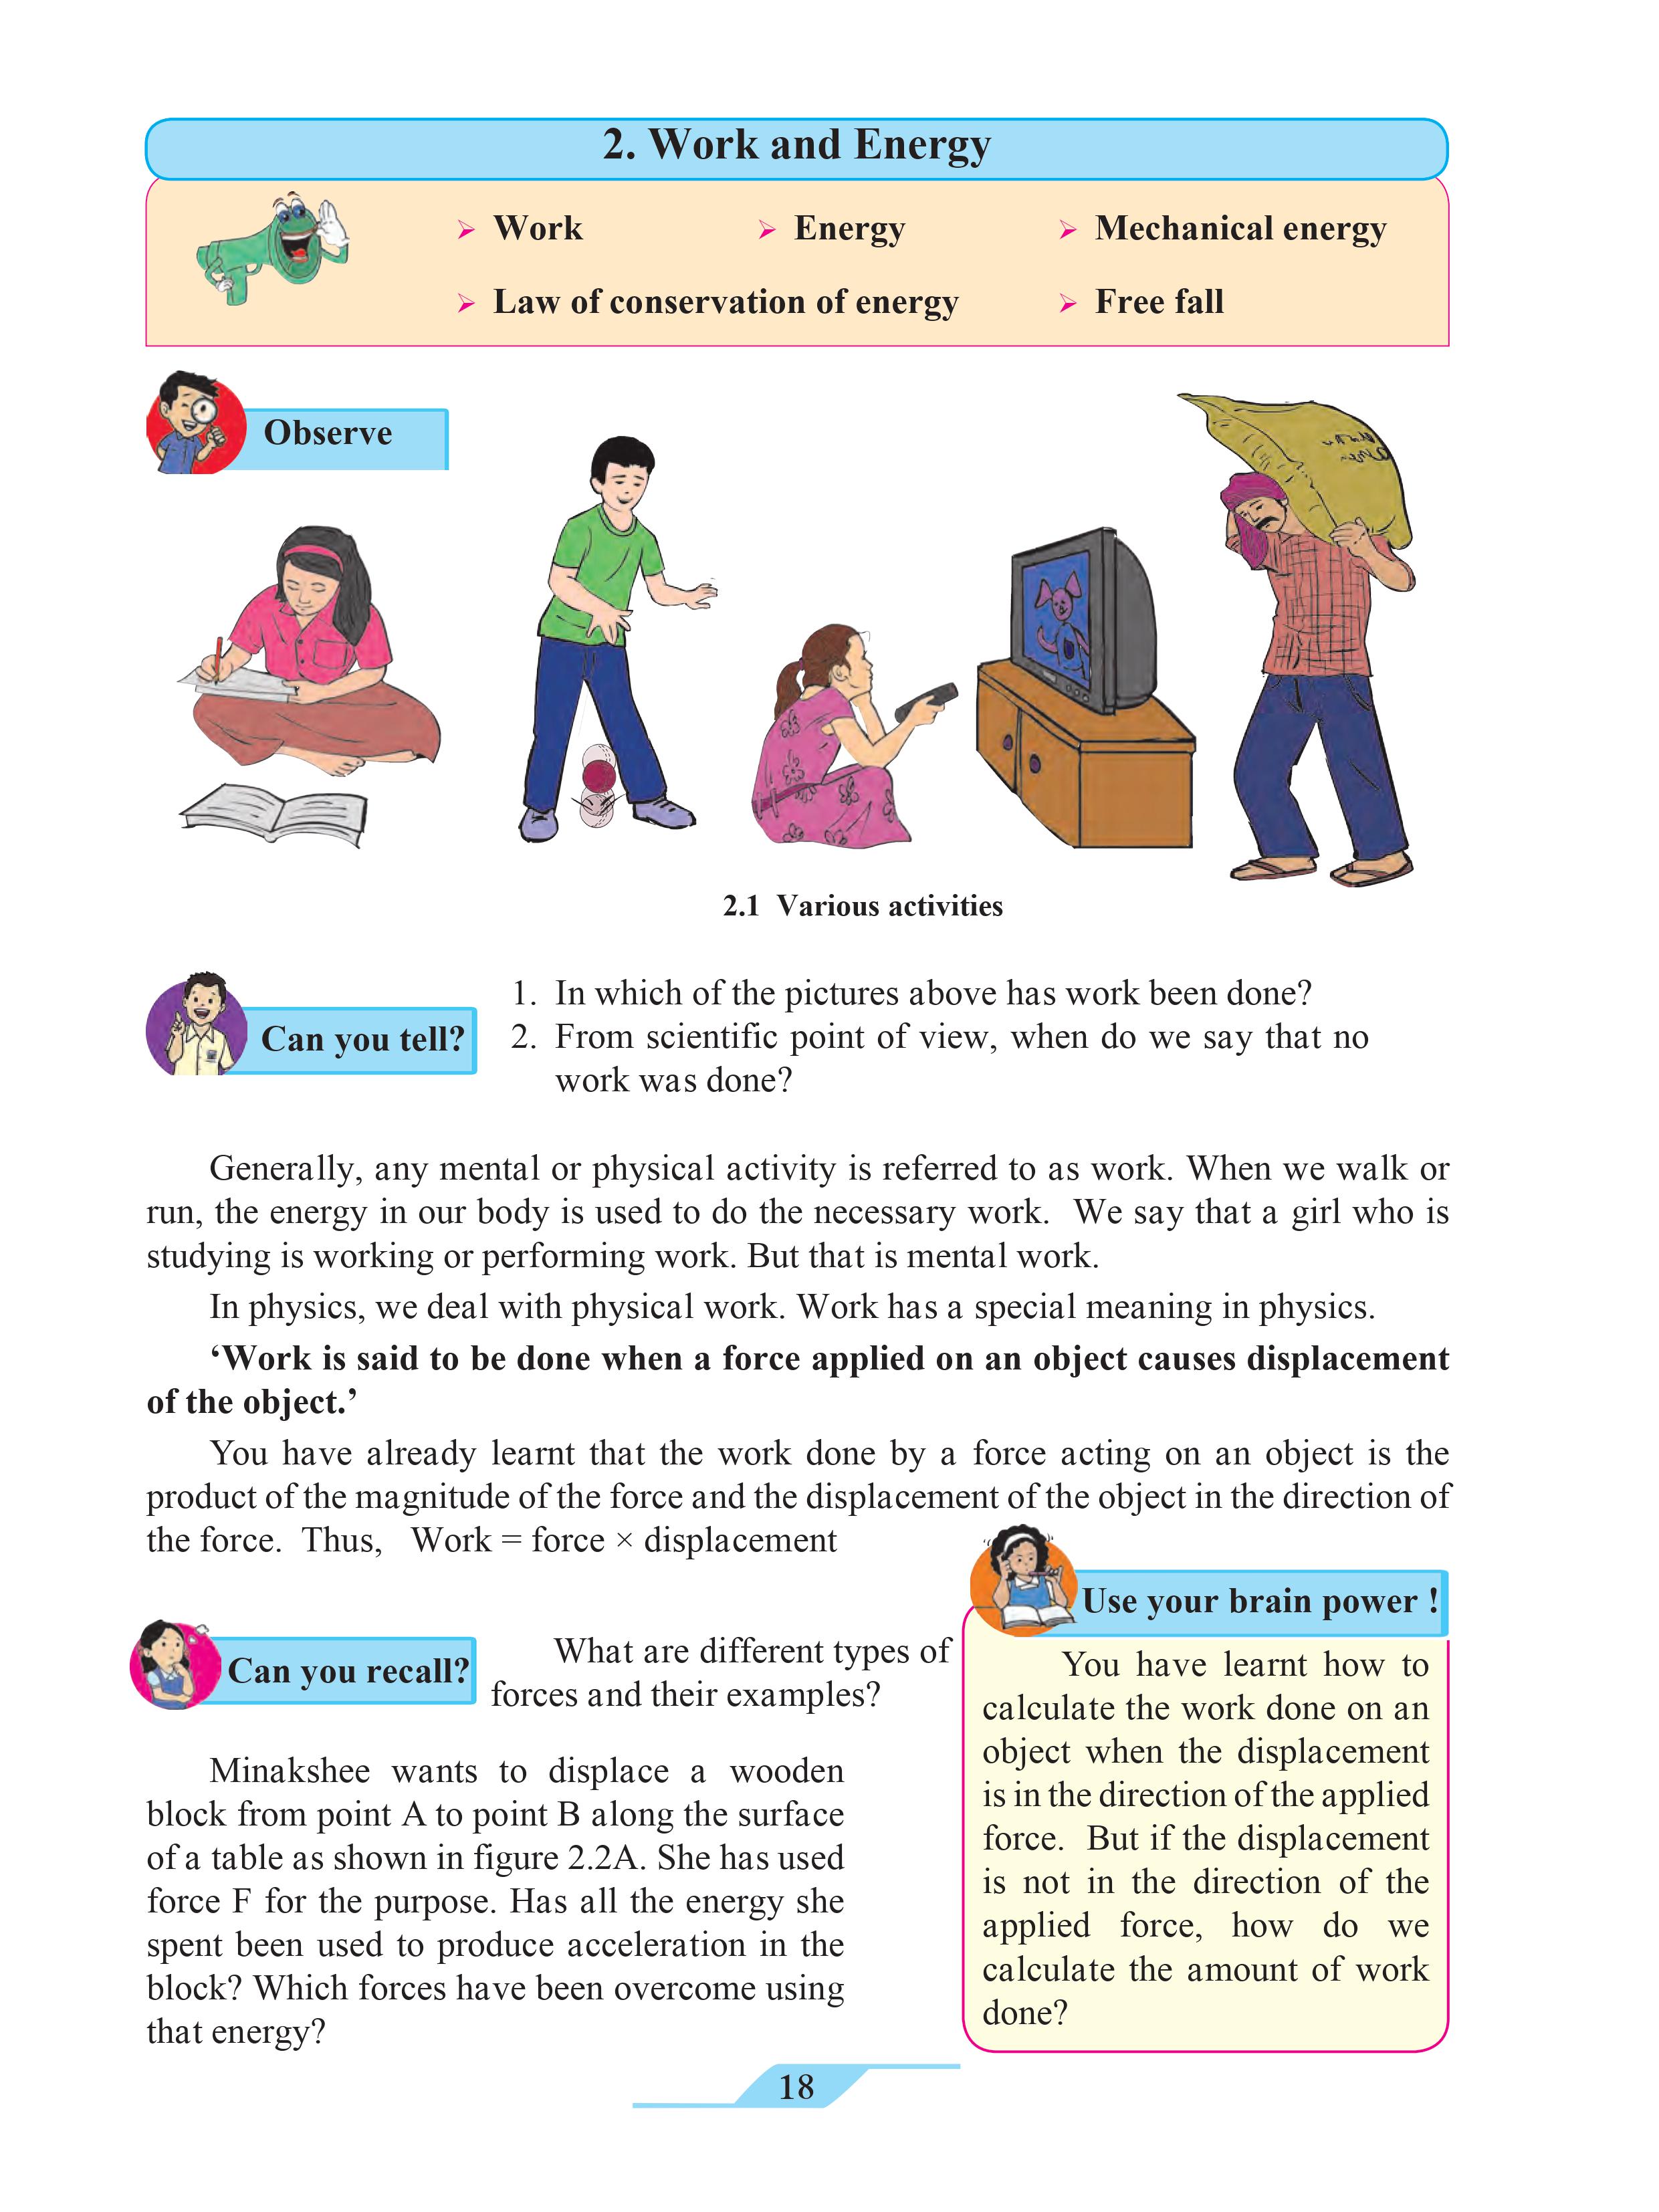 2. Work and Energy
➢ Work ➢ Energy ➢ Mechanical energy
➢ Law of conservation of energy ➢ Free fall
Observe
2.1 Various activities
Can you tell?
1. In which of the pictures above has work been done?
2. From scientific point of view, when do we say that no
work was done?
Generally, any mental or physical activity is referred to as work. When we walk or
run, the energy in our body is used to do the necessary work. We say that a girl who is
studying is working or performing work. But that is mental work.
In physics, we deal with physical work. Work has a special meaning in physics.
‘Work is said to be done when a force applied on an object causes displacement
of the object.’
You have already learnt that the work done by a force acting on an object is the
product of the magnitude of the force and the displacement of the object in the direction of
the force. Thus, Work = force × displacement
Can you recall?
What are different types of
forces and their examples?
Minakshee wants to displace a wooden
block from point A to point B along the surface
of a table as shown in figure 2.2A. She has used
force F for the purpose. Has all the energy she
spent been used to produce acceleration in the
block? Which forces have been overcome using
that energy?
Use your brain power !
You have learnt how to
calculate the work done on an
object when the displacement
is in the direction of the applied
force. But if the displacement
is not in the direction of the
applied force, how do we
calculate the amount of work
done?
18